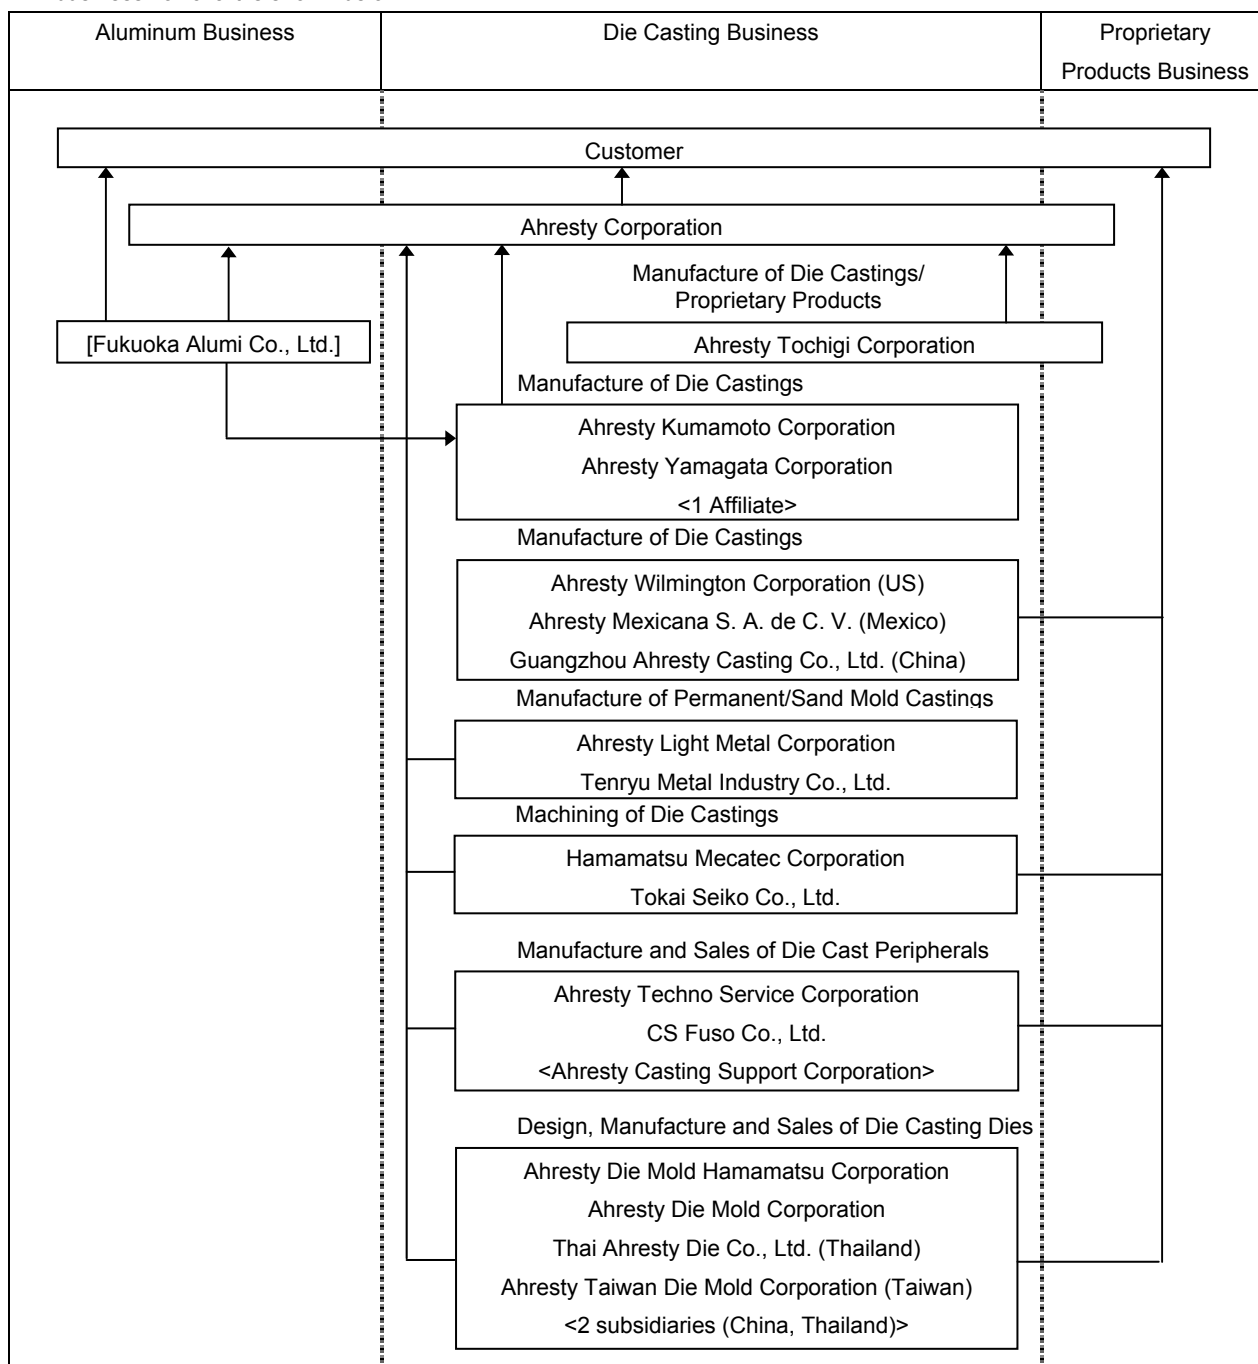 Aluminum Business
Die Casting Business
Proprietary
Products Business
Customer
Ahresty Corporation
Manufacture of Die Castings/
Proprietary Products
[Fukuoka Alumi Co., Ltd.]
Ahresty Tochigi Corporation
Manufacture of Die Castings
Ahresty Kumamoto Corporation
Ahresty Yamagata Corporation
<1 Affiliate>
Manufacture of Die Castings
Ahresty Wilmington Corporation (US)
Ahresty Mexicana S. A. de C. V. (Mexico)
Guangzhou Ahresty Casting Co., Ltd. (China)
Manufacture of Permanent/Sand Mold Castings
Ahresty Light Metal Corporation
Tenryu Metal Industry Co., Ltd.
Machining of Die Castings
Hamamatsu Mecatec Corporation
Tokai Seiko Co., Ltd.
Manufacture and Sales of Die Cast Peripherals
Ahresty Techno Service Corporation
CS Fuso Co., Ltd.
<Ahresty Casting Support Corporation>
Design, Manufacture and Sales of Die Casting Dies
Ahresty Die Mold Hamamatsu Corporation
Ahresty Die Mold Corporation
Thai Ahresty Die Co., Ltd. (Thailand)
Ahresty Taiwan Die Mold Corporation (Taiwan)
<2 subsidiaries (China, Thailand)>